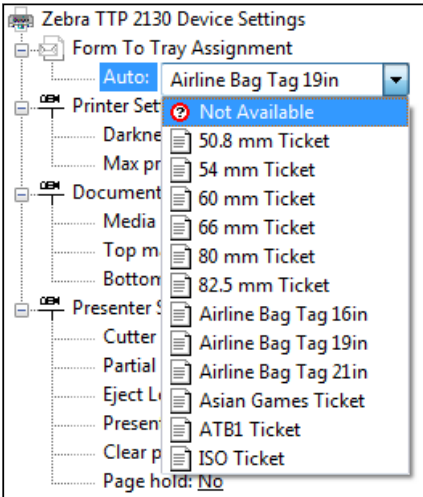 Zebra TTP 2130 Device Settings
Form To Tray Assignment
Auto: Airline Bag Tag 19in
Printer Set Not Available
Darkne 50.8 mm Ticket
Max pr 54 mm Ticket
Document 60 mm Ticket
Media 66 mm Ticket
Top m 80 mm Ticket
Bottom 82.5 mm Ticket
Presenter S Airline Bag Tag 16in
Cutter Airline Bag Tag 19in
Partial Airline Bag Tag 21in
Eject Lo Asian Games Ticket
Presen ATB1 Ticket
Clear p ISO Ticket
Page hold: No